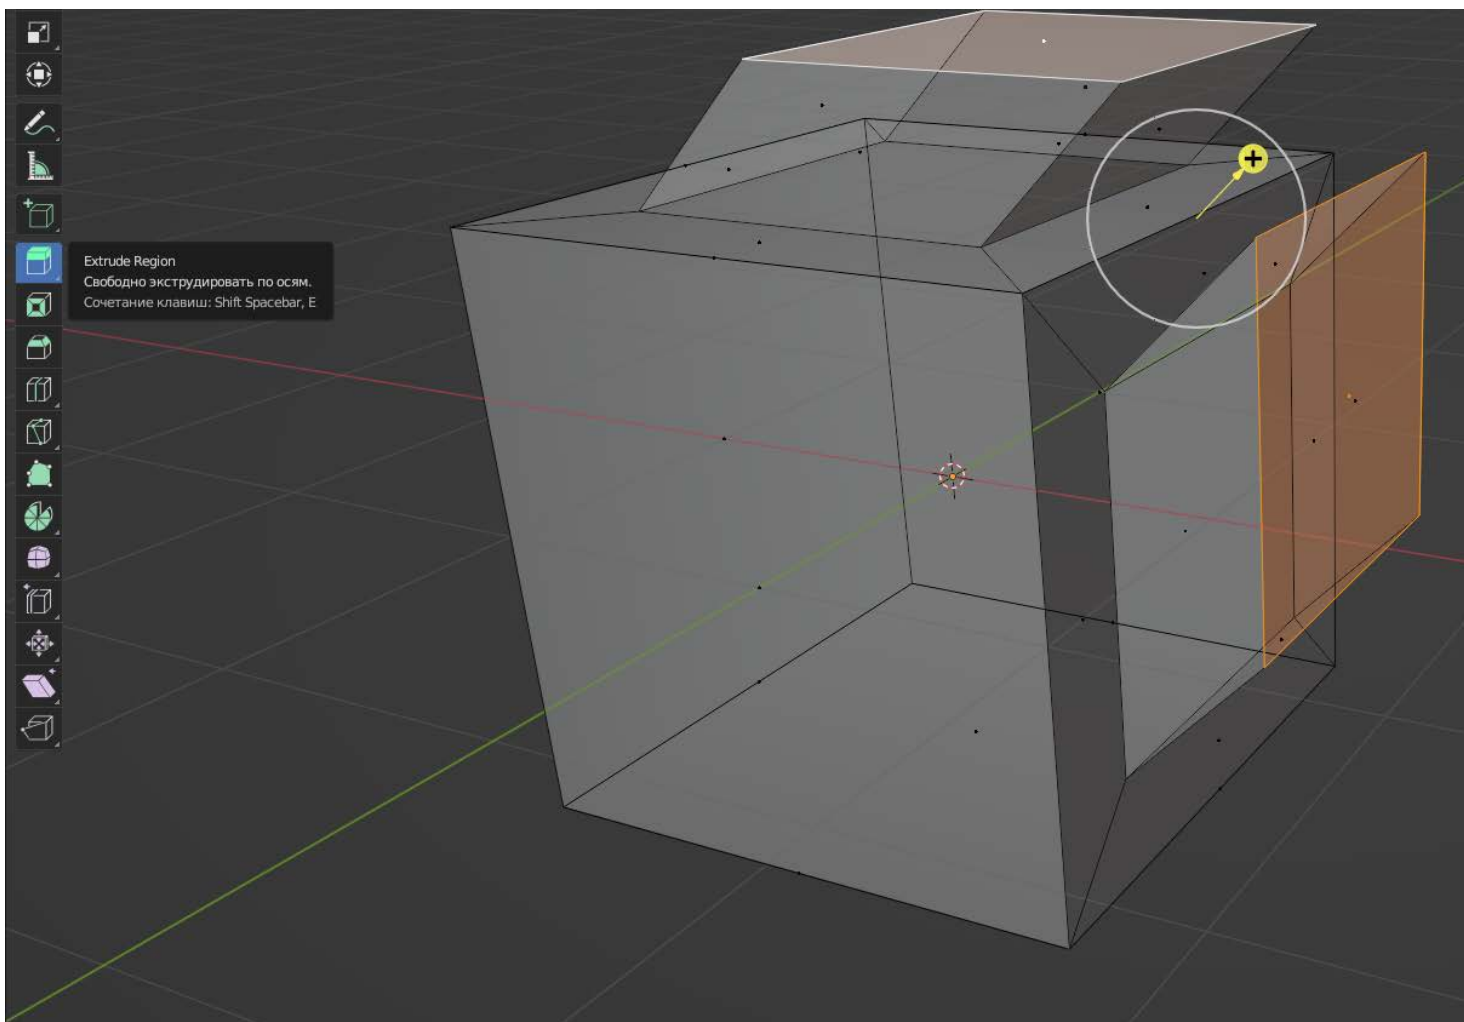 Extrude Region
Свободно экструдировать по осям.
Сочетание клавиш: Shift Spacebar, E